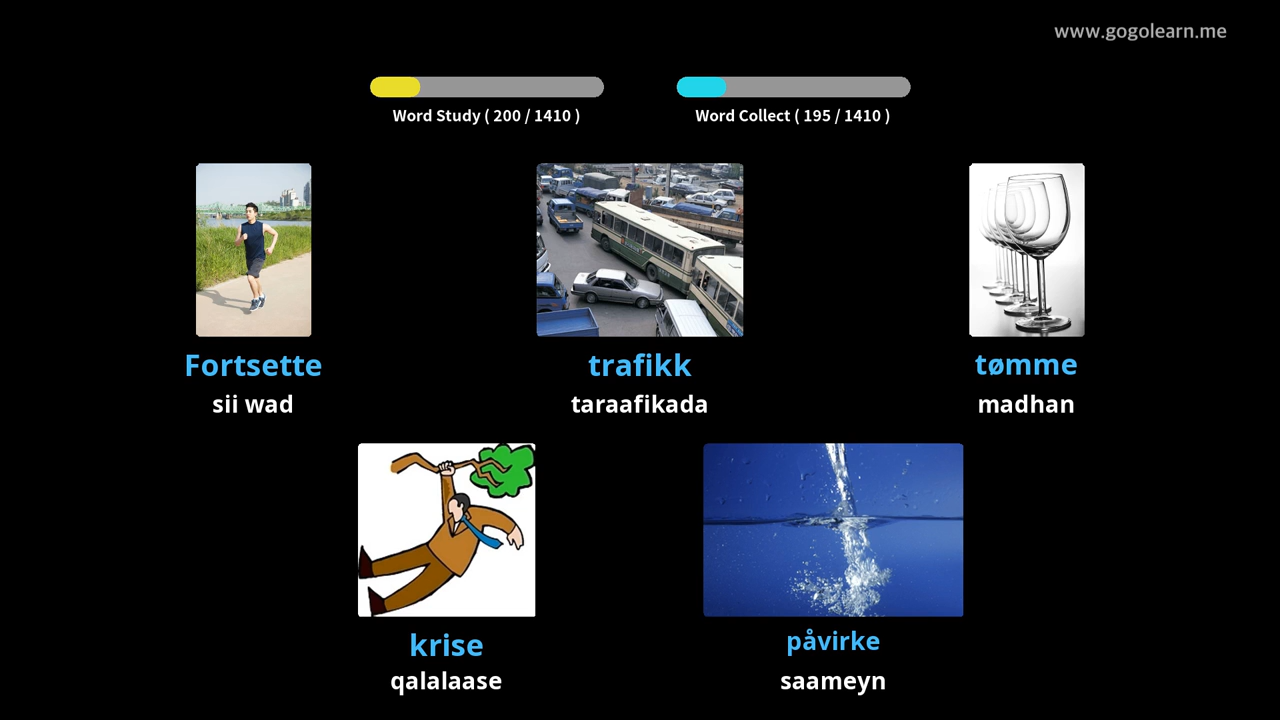 www.gogolearn.me
Word Study ( 200 / 1410 )
Word Collect ( 195 / 1410 )
Fortsette
sii wad
trafikk
taraafikada
tømme
madhan
krise
qalalaase
påvirke
saameyn